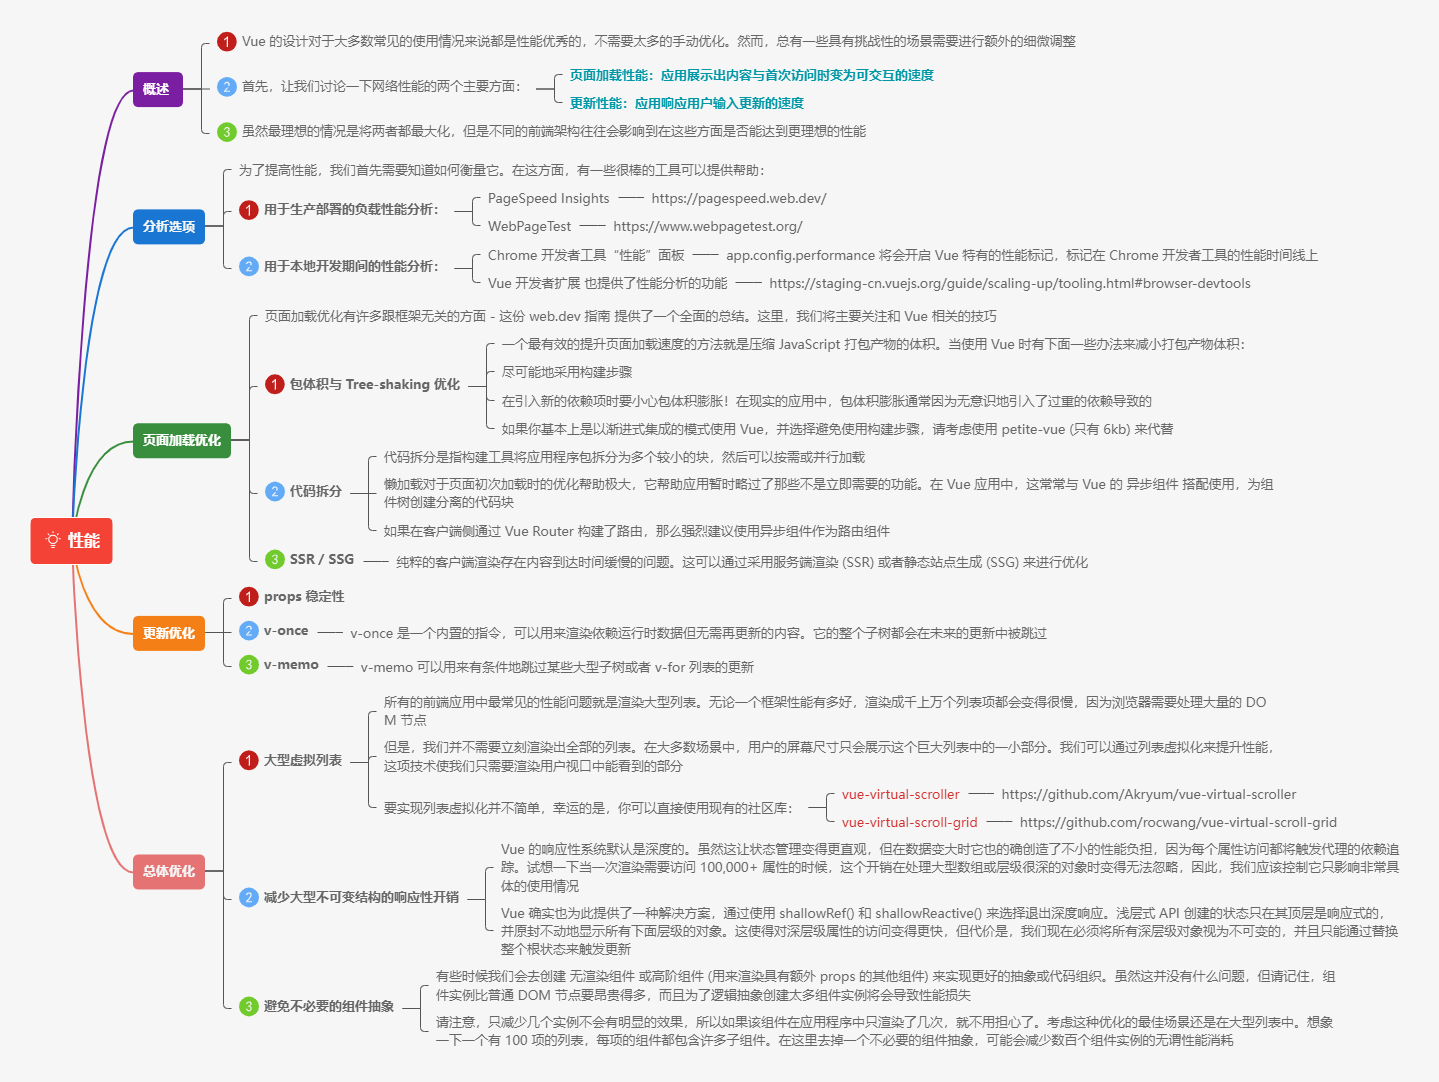 性能
概述
1 Vue 的设计对于大多数常见的使用情况来说都是性能优秀的，不需要太多的手动优化。然而，总有一些具有挑战性的场景需要进行额外的细微调整
2 首先，让我们讨论一下网络性能的两个主要方面：
页面加载性能：应用展示出内容与首次访问时变为可交互的速度
更新性能：应用响应用户输入更新的速度
3 虽然最理想的情况是将两者都最大化，但是不同的前端架构往往会影响到在这些方面是否能达到更理想的性能
分析选项
为了提高性能，我们首先需要知道如何衡量它。在这方面，有一些很棒的工具可以提供帮助：
1 用于生产部署的负载性能分析：
PageSpeed Insights
https://pagespeed.web.dev/
WebPageTest
https://www.webpagetest.org/
2 用于本地开发期间的性能分析：
Chrome 开发者工具“性能”面板
app.config.performance 将会开启 Vue 特有的性能标记，标记在 Chrome 开发者工具的性能时间线上
Vue 开发者扩展 也提供了性能分析的功能
https://staging-cn.vuejs.org/guide/scaling-up/tooling.html#browser-devtools
页面加载优化
页面加载优化有许多跟框架无关的方面 - 这份 web.dev 指南 提供了一个全面的总结。这里，我们将主要关注和 Vue 相关的技巧
1 包体积与 Tree-shaking 优化
一个最有效的提升页面加载速度的方法就是压缩 JavaScript 打包产物的体积。当使用 Vue 时有下面一些办法来减小打包产物体积：
尽可能地采用构建步骤
在引入新的依赖项时要小心包体积膨胀！在现实的应用中，包体积膨胀通常因为无意识地引入了过重的依赖导致的
如果你基本上是以渐进式集成的模式使用 Vue，并选择避免使用构建步骤，请考虑使用 petite-vue (只有 6kb) 来代替
2 代码拆分
代码拆分是指构建工具将应用程序包拆分为多个较小的块，然后可以按需或并行加载
懒加载对于页面初次加载时的优化帮助极大，它帮助应用暂时略过了那些不是立即需要的功能。在 Vue 应用中，这常常与 Vue 的 异步组件 搭配使用，为组
件树创建分离的代码块
如果在客户端侧通过 Vue Router 构建了路由，那么强烈建议使用异步组件作为路由组件
3 SSR / SSG
纯粹的客户端渲染存在内容到达时间缓慢的问题。这可以通过采用服务端渲染 (SSR) 或者静态站点生成 (SSG) 来进行优化
更新优化
1 props 稳定性
2 v-once
v-once 是一个内置的指令，可以用来渲染依赖运行时数据但无需再更新的内容。它的整个子树都会在未来的更新中被跳过
3 v-memo
v-memo 可以用来有条件地跳过某些大型子树或者 v-for 列表的更新
总体优化
1 大型虚拟列表
所有的前端应用中最常见的性能问题就是渲染大型列表。无论一个框架性能有多好，渲染成千上万个列表项都会变得很慢，因为浏览器需要处理大量的 DO
M 节点
但是，我们并不需要立刻渲染出全部的列表。在大多数场景中，用户的屏幕尺寸只会展示这个巨大列表中的一小部分。我们可以通过列表虚拟化来提升性能，
这项技术使我们只需要渲染用户视口中能看到的部分
要实现列表虚拟化并不简单，幸运的是，你可以直接使用现有的社区库：
vue-virtual-scroller
https://github.com/Akryum/vue-virtual-scroller
vue-virtual-scroll-grid
https://github.com/rocwang/vue-virtual-scroll-grid
2 减少大型不可变结构的响应性开销
Vue 的响应性系统默认是深度的。虽然这让状态管理变得更直观，但在数据变大时它也的确创造了不小的性能负担，因为每个属性访问都将触发代理的依赖追
踪。试想一下当一次渲染需要访问 100,000+ 属性的时候，这个开销在处理大型数组或层级很深的对象时变得无法忽略，因此，我们应该控制它只影响非常具
体的使用情况
Vue 确实也为此提供了一种解决方案，通过使用 shallowRef() 和 shallowReactive() 来选择退出深度响应。浅层式 API 创建的状态只在其顶层是响应式的，
并原封不动地显示所有下面层级的对象。这使得对深层级属性的访问变得更快，但代价是，我们现在必须将所有深层级对象视为不可变的，并且只能通过替换
整个根状态来触发更新
3 避免不必要的组件抽象
有些时候我们会去创建 无渲染组件 或高阶组件 (用来渲染具有额外 props 的其他组件) 来实现更好的抽象或代码组织。虽然这并没有什么问题，但请记住，组
件实例比普通 DOM 节点要昂贵得多，而且为了逻辑抽象创建太多组件实例将会导致性能损失
请注意，只减少几个实例不会有明显的效果，所以如果该组件在应用程序中只渲染了几次，就不用担心了。考虑这种优化的最佳场景还是在大型列表中。想象
一下一个有 100 项的列表，每项的组件都包含许多子组件。在这里去掉一个不必要的组件抽象，可能会减少数百个组件实例的无谓性能消耗